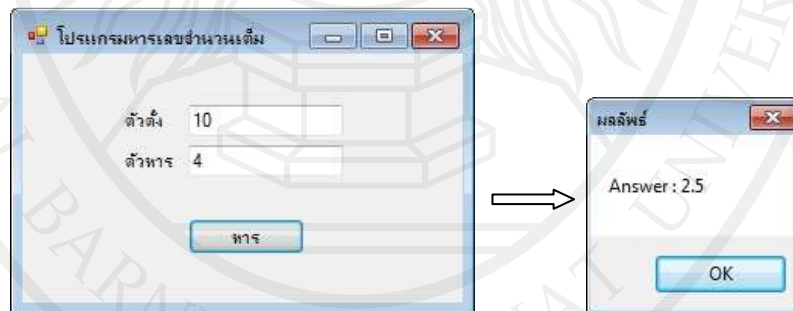 โปรแกรมหารเลขจำนวนเต็ม
ตัวตั้ง 10
ตัวหาร 4
หาร
ผลลัพธ์
Answer : 2.5
OK